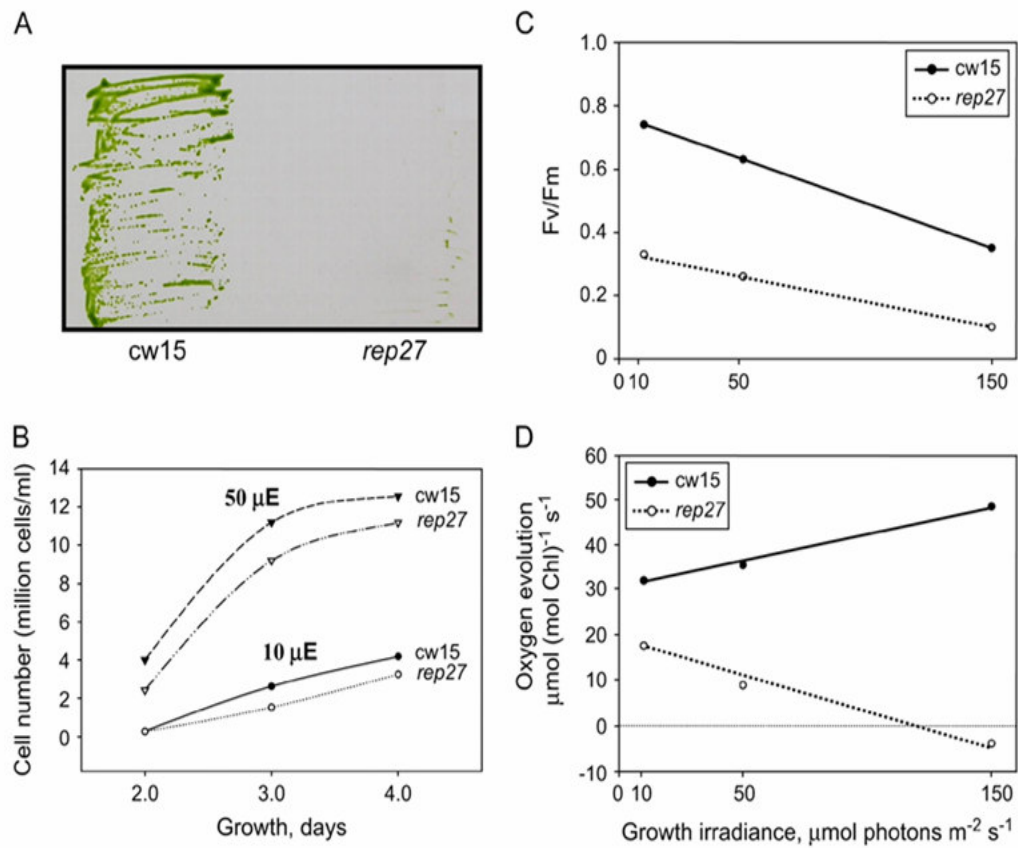 A
cw15 rep27
B
Cell number (million cells/ml)
14
12
10
8
6
4
2
0
50 µE
cw15
rep27
10 µE
cw15
rep27
2.0 3.0 4.0
Growth, days
C
Fv/Fm
1.0
0.8
0.6
0.4
0.2
0
cw15
rep27
0 10 50 150
D
Oxygen evolution
µmol (mol Chl)⁻¹ s⁻¹
60
50
40
30
20
10
0
-10
cw15
rep27
0 10 50 150
Growth irradiance, µmol photons m⁻² s⁻¹